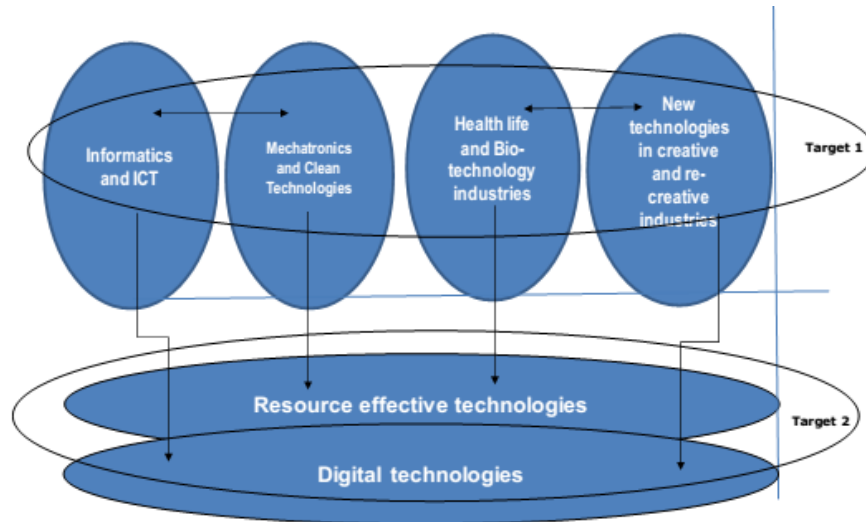 Informatics
and ICT
Mechatronics
and Clean
Technologies
Health life
and Bio-
technology
industries
New
technologies
in creative
and re-
creative
industries
Target 1
Resource effective technologies
Target 2
Digital technologies